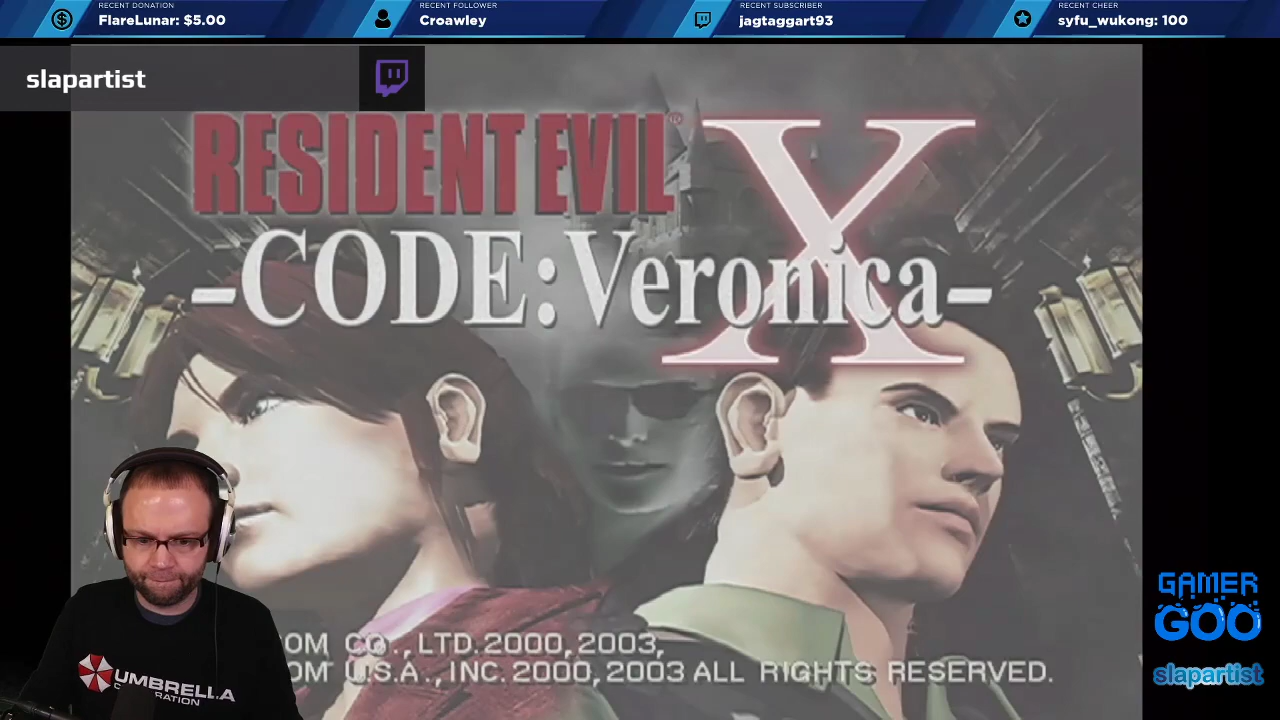 RECENT DONATION
FlareLunar: $5.00
RECENT FOLLOWER
Croawley
RECENT SUBSCRIBER
jagtaggart93
RECENT CHEER
syfu_wukong: 100
slapartist
RESIDENT EVIL®
X
-CODE:Veronica-
OM CO.,LTD.2000,2003,
OM U.S.A.,INC.2000,2003 ALL RIGHTS RESERVED.
UMBRELLA
RATION
GAMER
GOO
slapartist